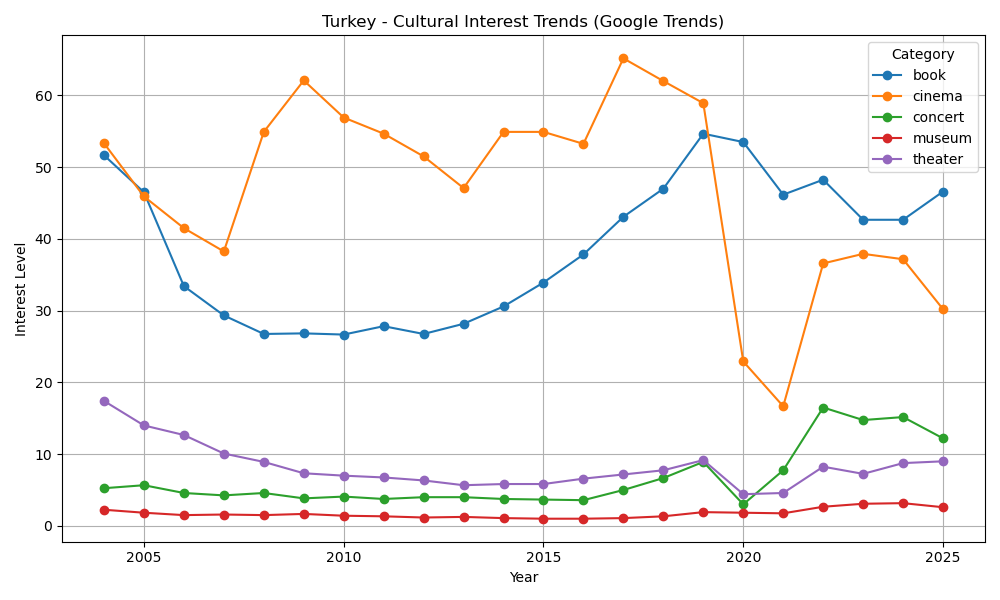 Turkey - Cultural Interest Trends (Google Trends)
Category
book
cinema
concert
museum
theater
Interest Level
60
50
40
30
20
10
0
2005 2010 2015 2020 2025
Year